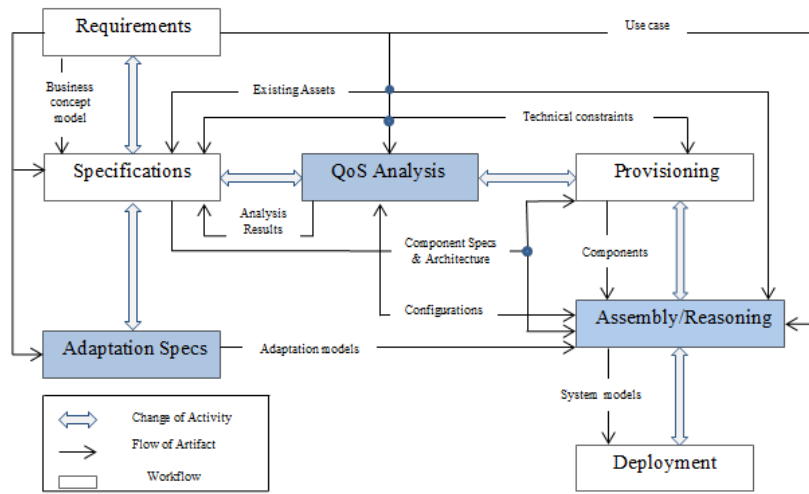 Requirements
Use case
Business
concept
model
Existing Assets
Technical constraints
Specifications
QoS Analysis
Provisioning
Analysis
Results
Component Specs
& Architecture
Components
Configurations
Assembly/Reasoning
Adaptation Specs
Adaptation models
System models
Change of Activity
Flow of Artifact
Workflow
Deployment